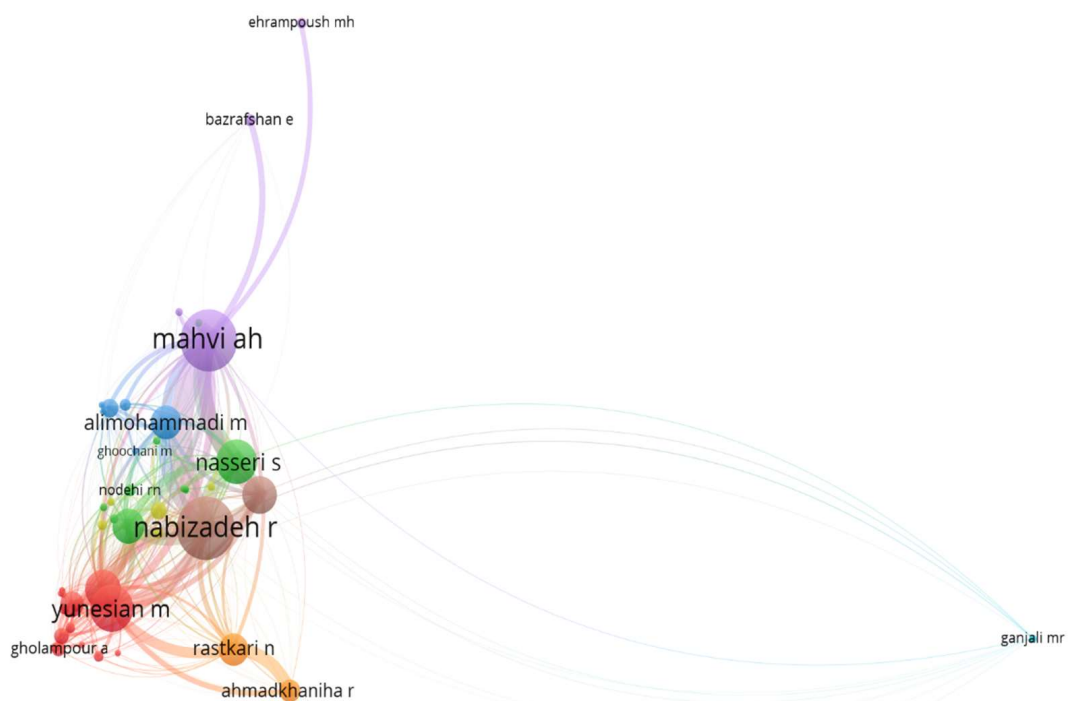 ehrampoush mh
bazrafshan e
mahvi ah
alimohammadi m
ghoochani m
nasseri s
nodehi rn
nabizadeh r
yunesian m
ganjali mr
gholampour a
rastkari n
ahmadkhaniha r